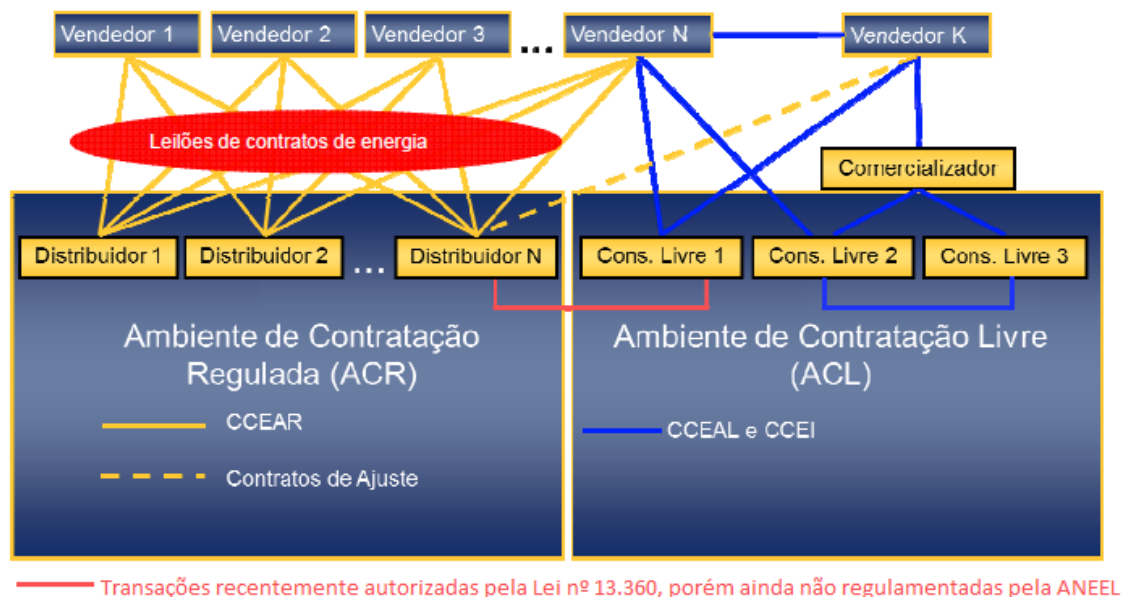 Vendedor 1
Vendedor 2
Vendedor 3
...
Vendedor N
Vendedor K
Leilões de contratos de energia
Comercializador
Distribuidor 1
Distribuidor 2
...
Distribuidor N
Cons. Livre 1
Cons. Livre 2
Cons. Livre 3
Ambiente de Contratação
Regulada (ACR)
Ambiente de Contratação Livre
(ACL)
CCEAR
CCEAL e CCEI
Contratos de Ajuste
Transações recentemente autorizadas pela Lei nº 13.360, porém ainda não regulamentadas pela ANEEL